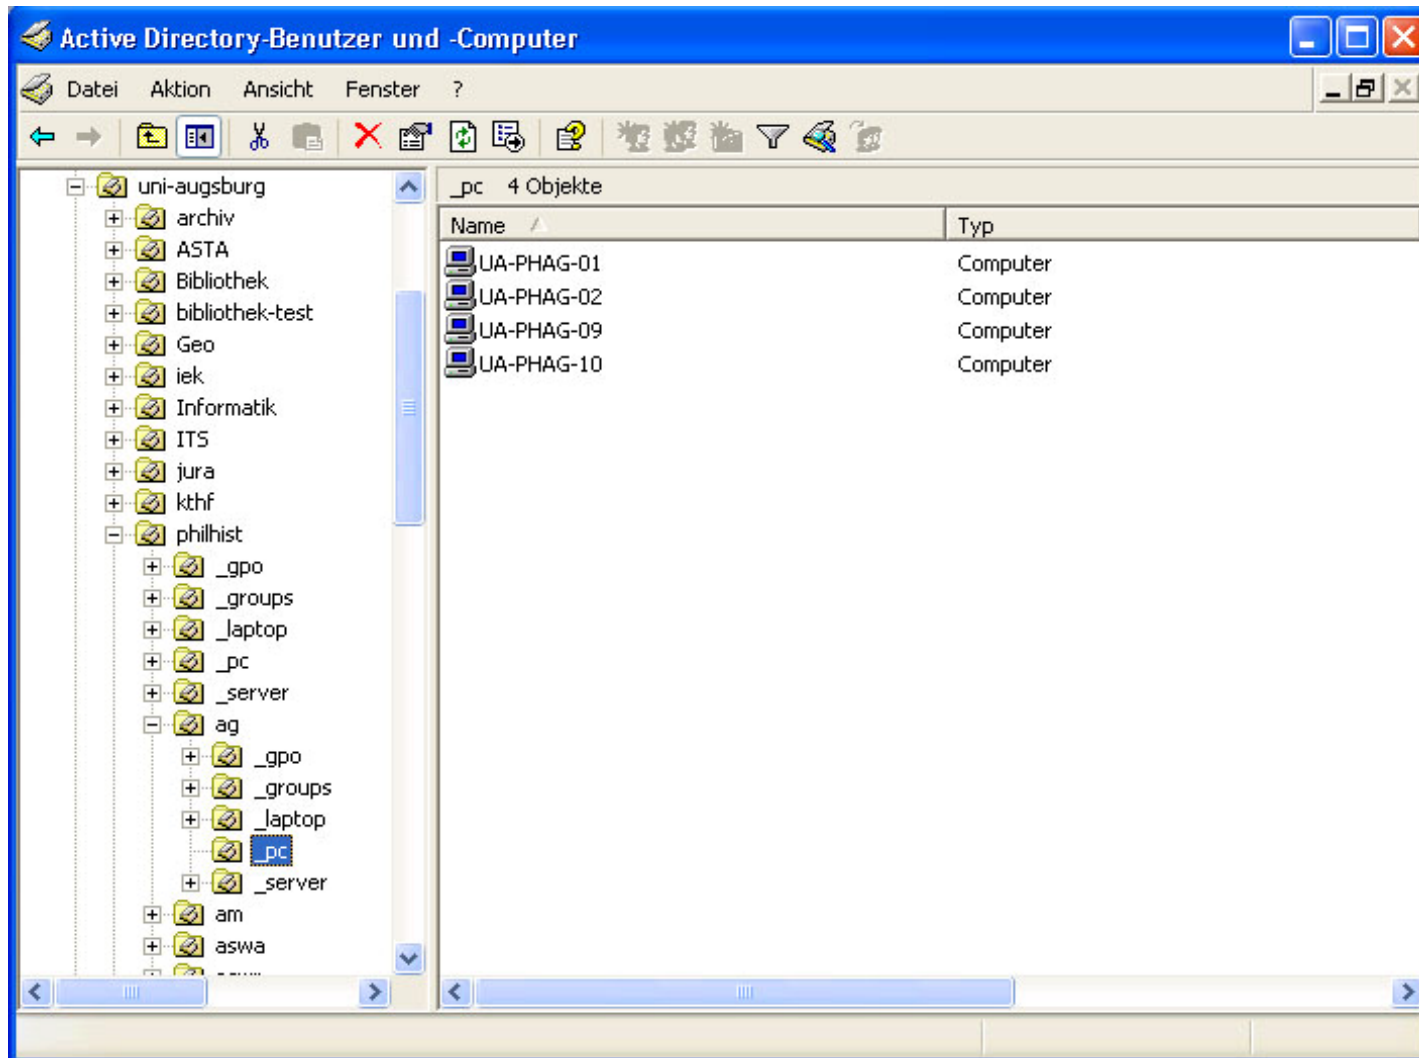 Active Directory-Benutzer und -Computer
Datei Aktion Ansicht Fenster ?
uni-augsburg
archiv
ASTA
Bibliothek
bibliothek-test
Geo
iek
Informatik
ITS
jura
kthf
philhist
_gpo
_groups
_laptop
_pc
_server
ag
_gpo
_groups
_laptop
_pc
_server
am
aswa
_pc 4 Objekte
Name Typ
UA-PHAG-01 Computer
UA-PHAG-02 Computer
UA-PHAG-09 Computer
UA-PHAG-10 Computer